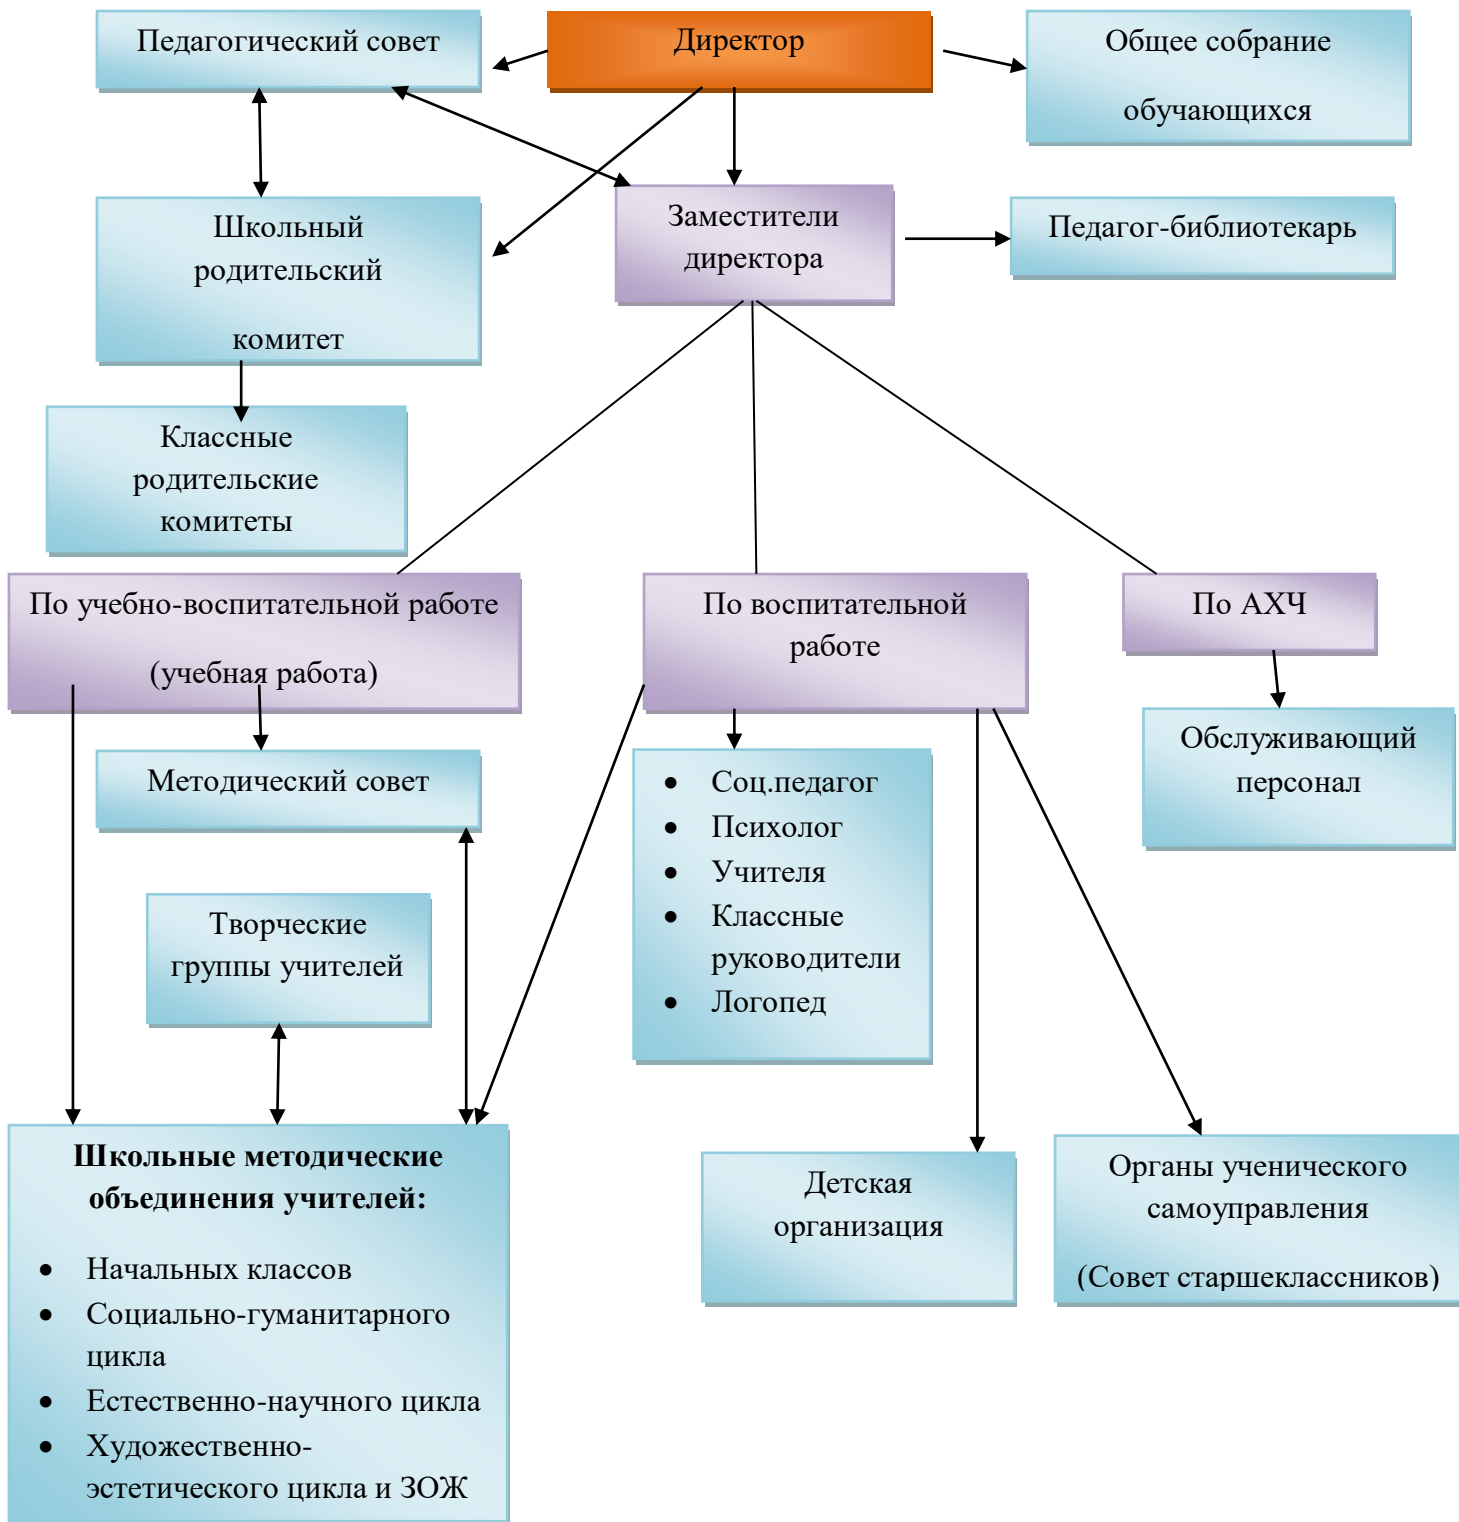 Педагогический совет
Директор
Общее собрание
обучающихся
Школьный
родительский
комитет
Заместители
директора
Педагог-библиотекарь
Классные
родительские
комитеты
По учебно-воспитательной работе
(учебная работа)
По воспитательной
работе
По АХЧ
Методический совет
• Соц.педагог
• Психолог
• Учителя
• Классные
руководители
• Логопед
Обслуживающий
персонал
Творческие
группы учителей
Школьные методические
объединения учителей:
• Начальных классов
• Социально-гуманитарного
цикла
• Естественно-научного цикла
• Художественно-
эстетического цикла и ЗОЖ
Детская
организация
Органы ученического
самоуправления
(Совет старшеклассников)